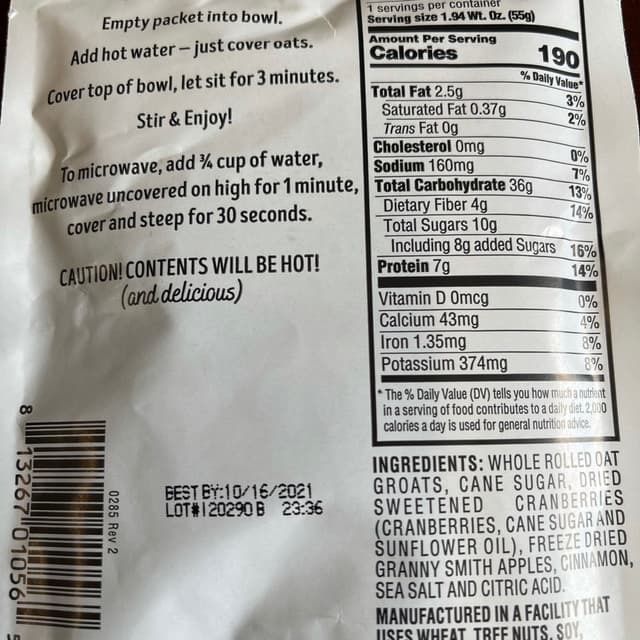 Empty packet into bowl.
Add hot water – just cover oats.
Cover top of bowl, let sit for 3 minutes.
Stir & Enjoy!
To microwave, add ¾ cup of water,
microwave uncovered on high for 1 minute,
cover and steep for 30 seconds.
CAUTION! CONTENTS WILL BE HOT!
(and delicious)
8 13267 01056
0285 Rev 2
BEST BY:10/16/2021
LOT#120290B 23:36
1 servings per container
Serving size 1.94 Wt. Oz. (55g)
Amount Per Serving
Calories 190
% Daily Value*
Total Fat 2.5g 3%
Saturated Fat 0.37g 2%
Trans Fat 0g
Cholesterol 0mg 0%
Sodium 160mg 7%
Total Carbohydrate 36g 13%
Dietary Fiber 4g 14%
Total Sugars 10g
Including 8g added Sugars 16%
Protein 7g 14%
Vitamin D 0mcg 0%
Calcium 43mg 4%
Iron 1.35mg 8%
Potassium 374mg 8%
* The % Daily Value (DV) tells you how much a nutrient
in a serving of food contributes to a daily diet. 2,000
calories a day is used for general nutrition advice.
INGREDIENTS: WHOLE ROLLED OAT
GROATS, CANE SUGAR, DRIED
SWEETENED CRANBERRIES
(CRANBERRIES, CANE SUGAR AND
SUNFLOWER OIL), FREEZE DRIED
GRANNY SMITH APPLES, CINNAMON,
SEA SALT AND CITRIC ACID.
MANUFACTURED IN A FACILITY THAT
USES WHEAT, TREE NUTS, SOY,